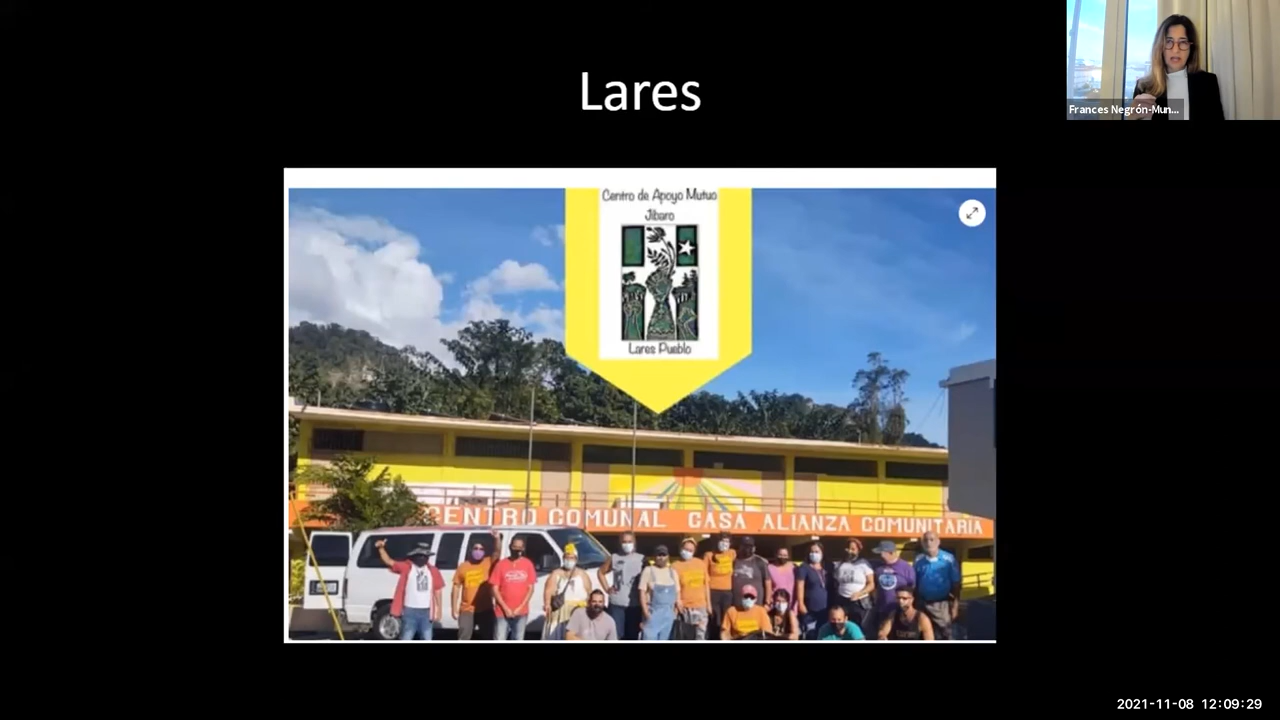 Lares
Frances Negrón-Mun...
Centro de Apoyo Mutuo
Jíbaro
Lares Pueblo
CENTRO COMUNAL CASA ALIANZA COMUNITARIA
2021-11-08 12:09:29